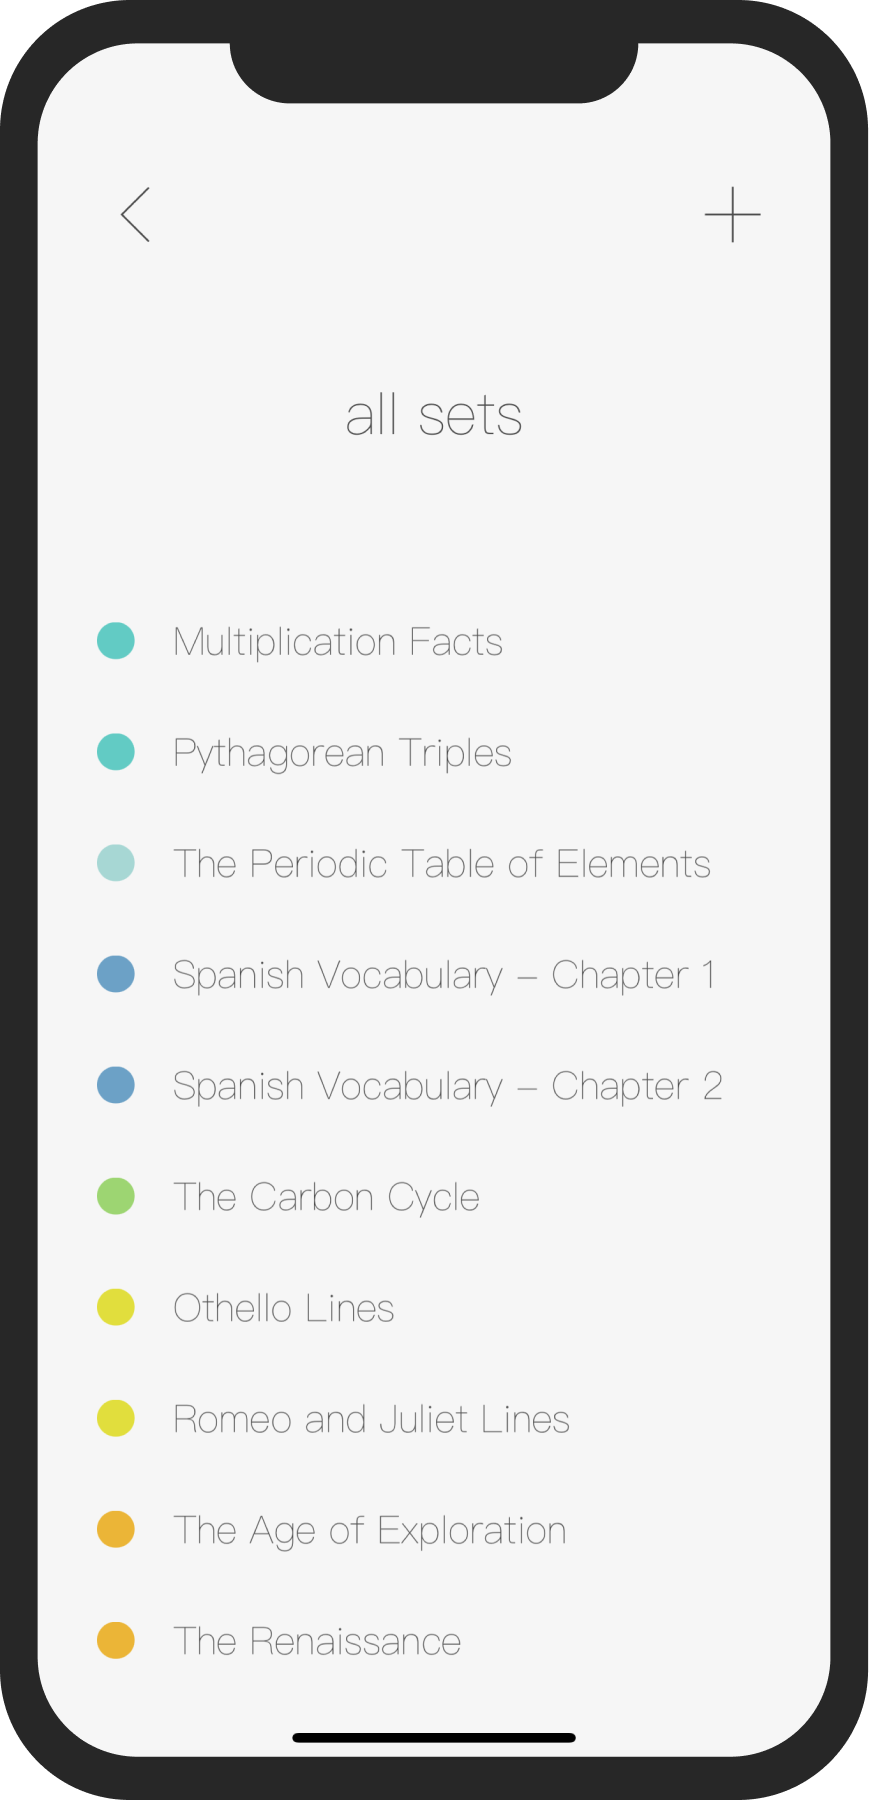 all sets
Multiplication Facts
Pythagorean Triples
The Periodic Table of Elements
Spanish Vocabulary – Chapter 1
Spanish Vocabulary – Chapter 2
The Carbon Cycle
Othello Lines
Romeo and Juliet Lines
The Age of Exploration
The Renaissance